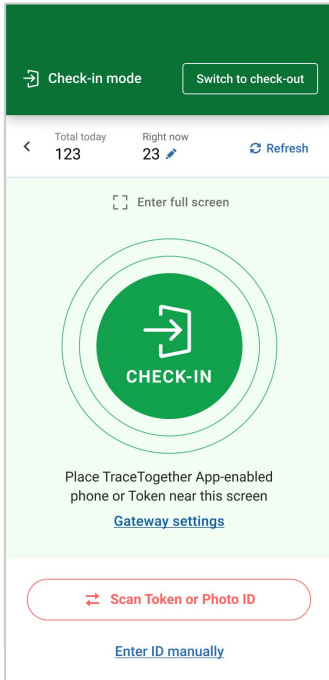 Check-in mode
Switch to check-out
Total today
Right now
123
23
Refresh
Enter full screen
CHECK-IN
Place TraceTogether App-enabled
phone or Token near this screen
Gateway settings
Scan Token or Photo ID
Enter ID manually